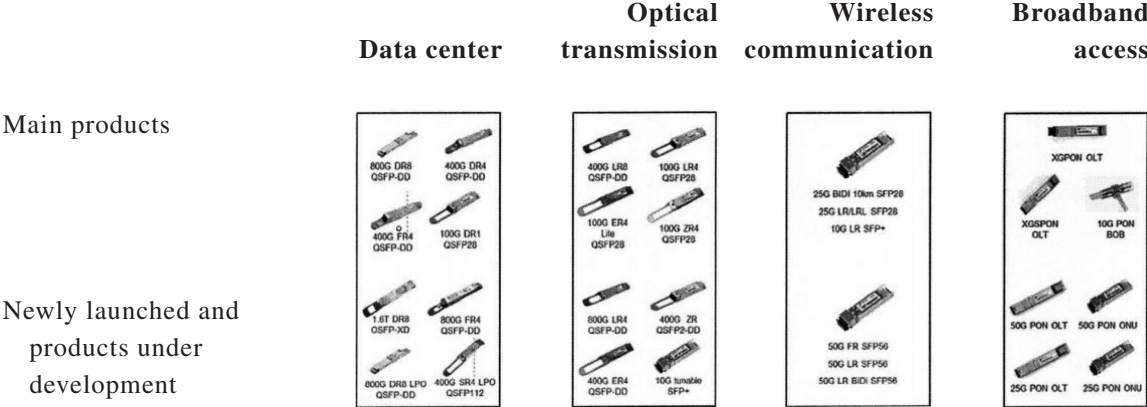 Data center
Optical
transmission
Wireless
communication
Broadband
access
Main products
800G DR8
QSFP-DD
400G DR4
QSFP-DD
400G FR4
QSFP-DD
100G DR1
QSFP28
400G LR8
QSFP-DD
100G LR4
QSFP28
100G ER4
Lite
QSFP28
100G ZR4
QSFP28
25G BIDI 10km SFP28
25G LR/LRL SFP28
10G LR SFP+
XGPON OLT
XGSPON
OLT
10G PON
BOB
Newly launched and
products under
development
1.6T DR8
OSFP-XD
800G FR4
QSFP-DD
800G DR8 LPO
QSFP-DD
400G SR4 LPO
QSFP112
800G LR4
QSFP-DD
400G ZR
QSFP2-DD
400G ER4
QSFP-DD
10G tunable
SFP+
50G FR SFP56
50G LR SFP56
50G LR BiDi SFP56
50G PON OLT
50G PON ONU
25G PON OLT
25G PON ONU